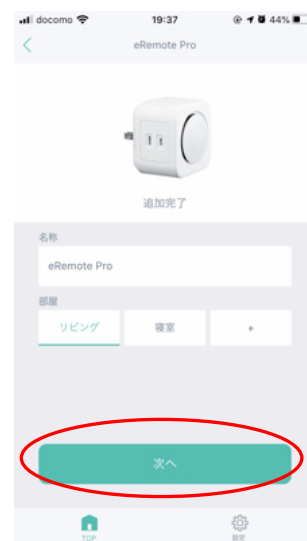 docomo 19:37 44%
eRemote Pro
追加完了
名称
eRemote Pro
部屋
リビング 寝室 +
次へ
TOP 設定